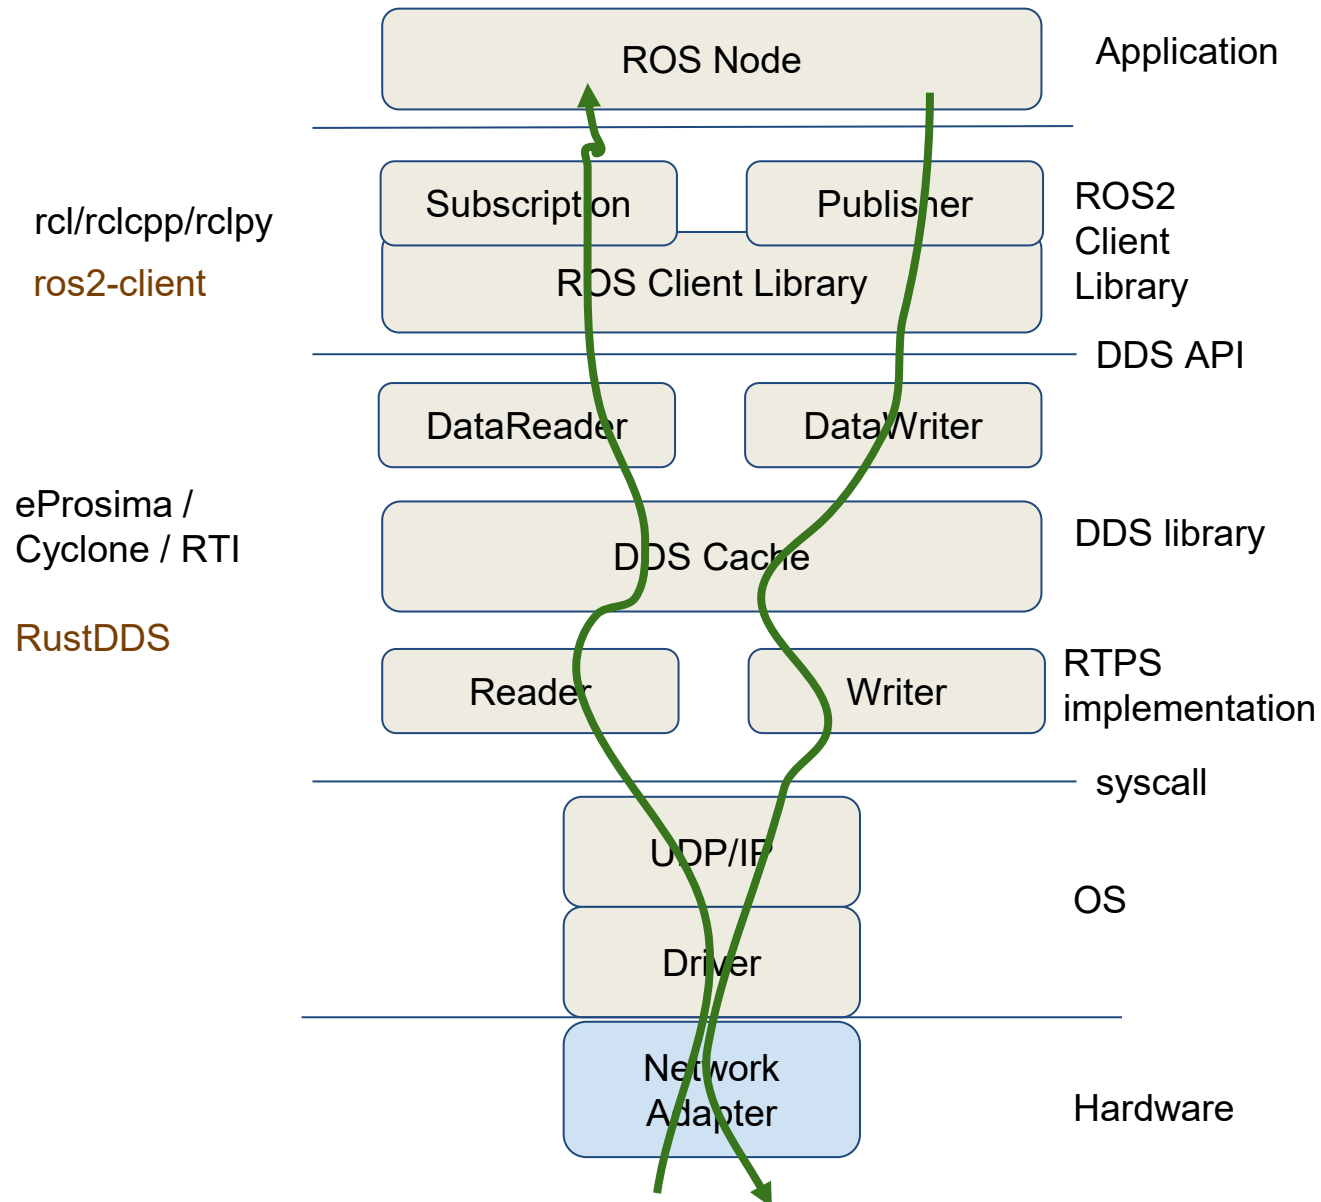 ROS Node
Application
Subscription
Publisher
rcl/rclcpp/rclpy
ros2-client
ROS Client Library
ROS2
Client
Library
DDS API
DataReader
DataWriter
eProsima /
Cyclone / RTI
RustDDS
DDS Cache
DDS library
Reader
Writer
RTPS
implementation
syscall
UDP/IP
OS
Driver
Network
Adapter
Hardware